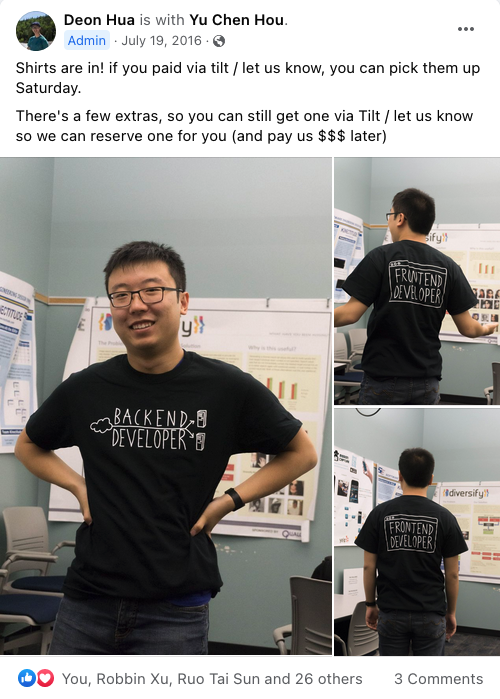 Deon Hua is with Yu Chen Hou.
Admin · July 19, 2016 ·
Shirts are in! if you paid via tilt / let us know, you can pick them up
Saturday.
There's a few extras, so you can still get one via Tilt / let us know
so we can reserve one for you (and pay us $$$ later)
BACKEND
DEVELOPER
FRONTEND
DEVELOPER
diversify
FRONTEND
DEVELOPER
You, Robbin Xu, Ruo Tai Sun and 26 others
3 Comments